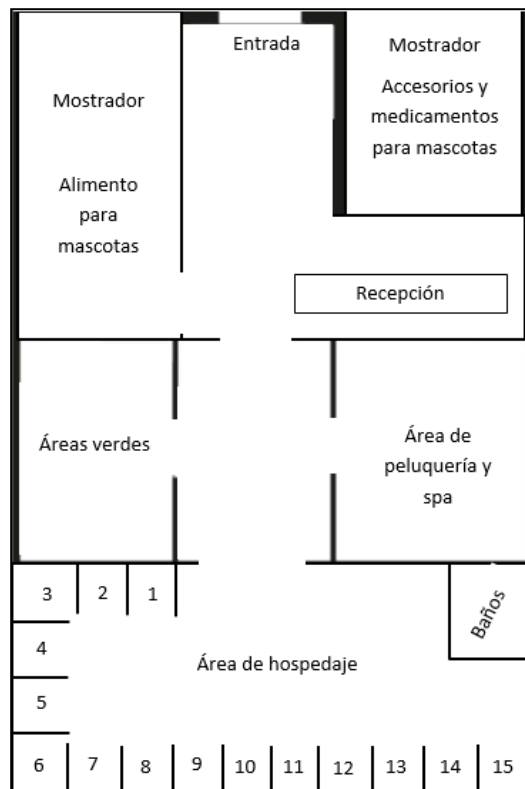 Entrada
Mostrador
Alimento
para
mascotas
Mostrador
Accesorios y
medicamentos
para mascotas
Recepción
Áreas verdes
Área de
peluquería y
spa
3
2
1
Baños
4
Área de hospedaje
5
6
7
8
9
10
11
12
13
14
15